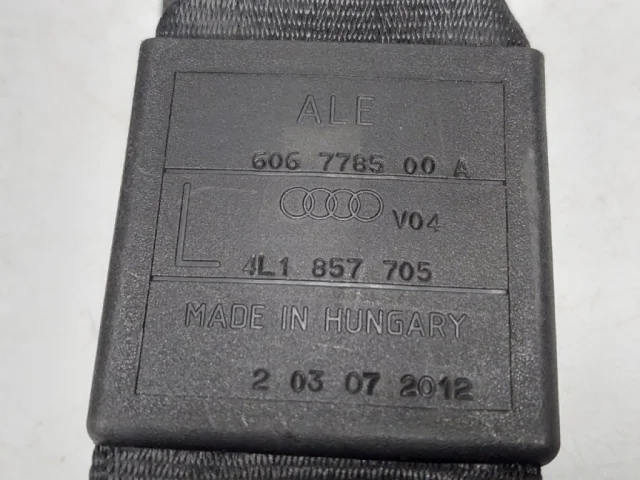 ALE
606 7785 00 A
L V04
4L1 857 705
MADE IN HUNGARY
2 03 07 2012